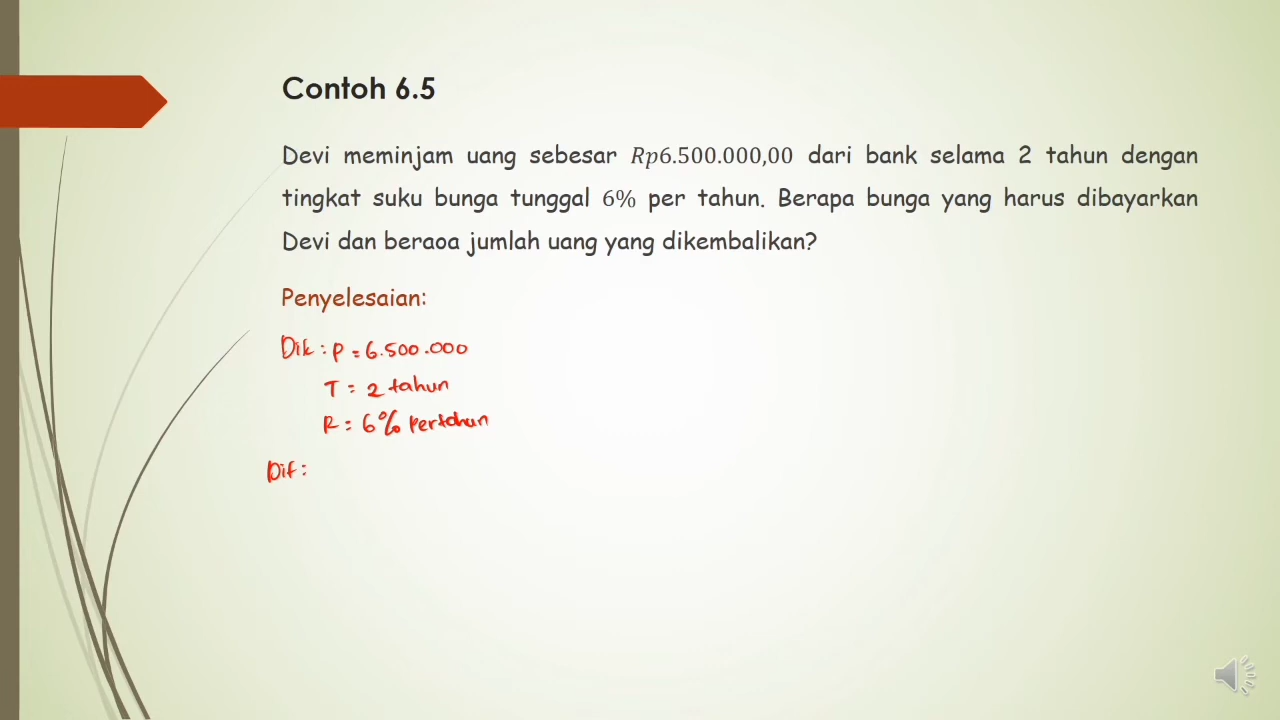 Contoh 6.5
Devi meminjam uang sebesar Rp6.500.000,00 dari bank selama 2 tahun dengan
tingkat suku bunga tunggal 6% per tahun. Berapa bunga yang harus dibayarkan
Devi dan beraoa jumlah uang yang dikembalikan?
Penyelesaian:
Dik : P = 6.500.000
T = 2 tahun
R = 6% pertahun
Dit :